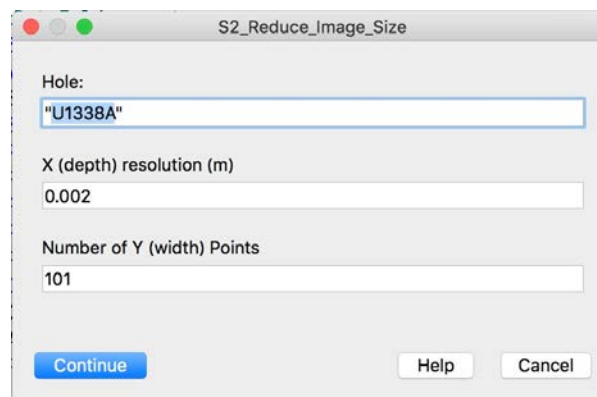 S2_Reduce_Image_Size
Hole:
"U1338A"
X (depth) resolution (m)
0.002
Number of Y (width) Points
101
Continue Help Cancel